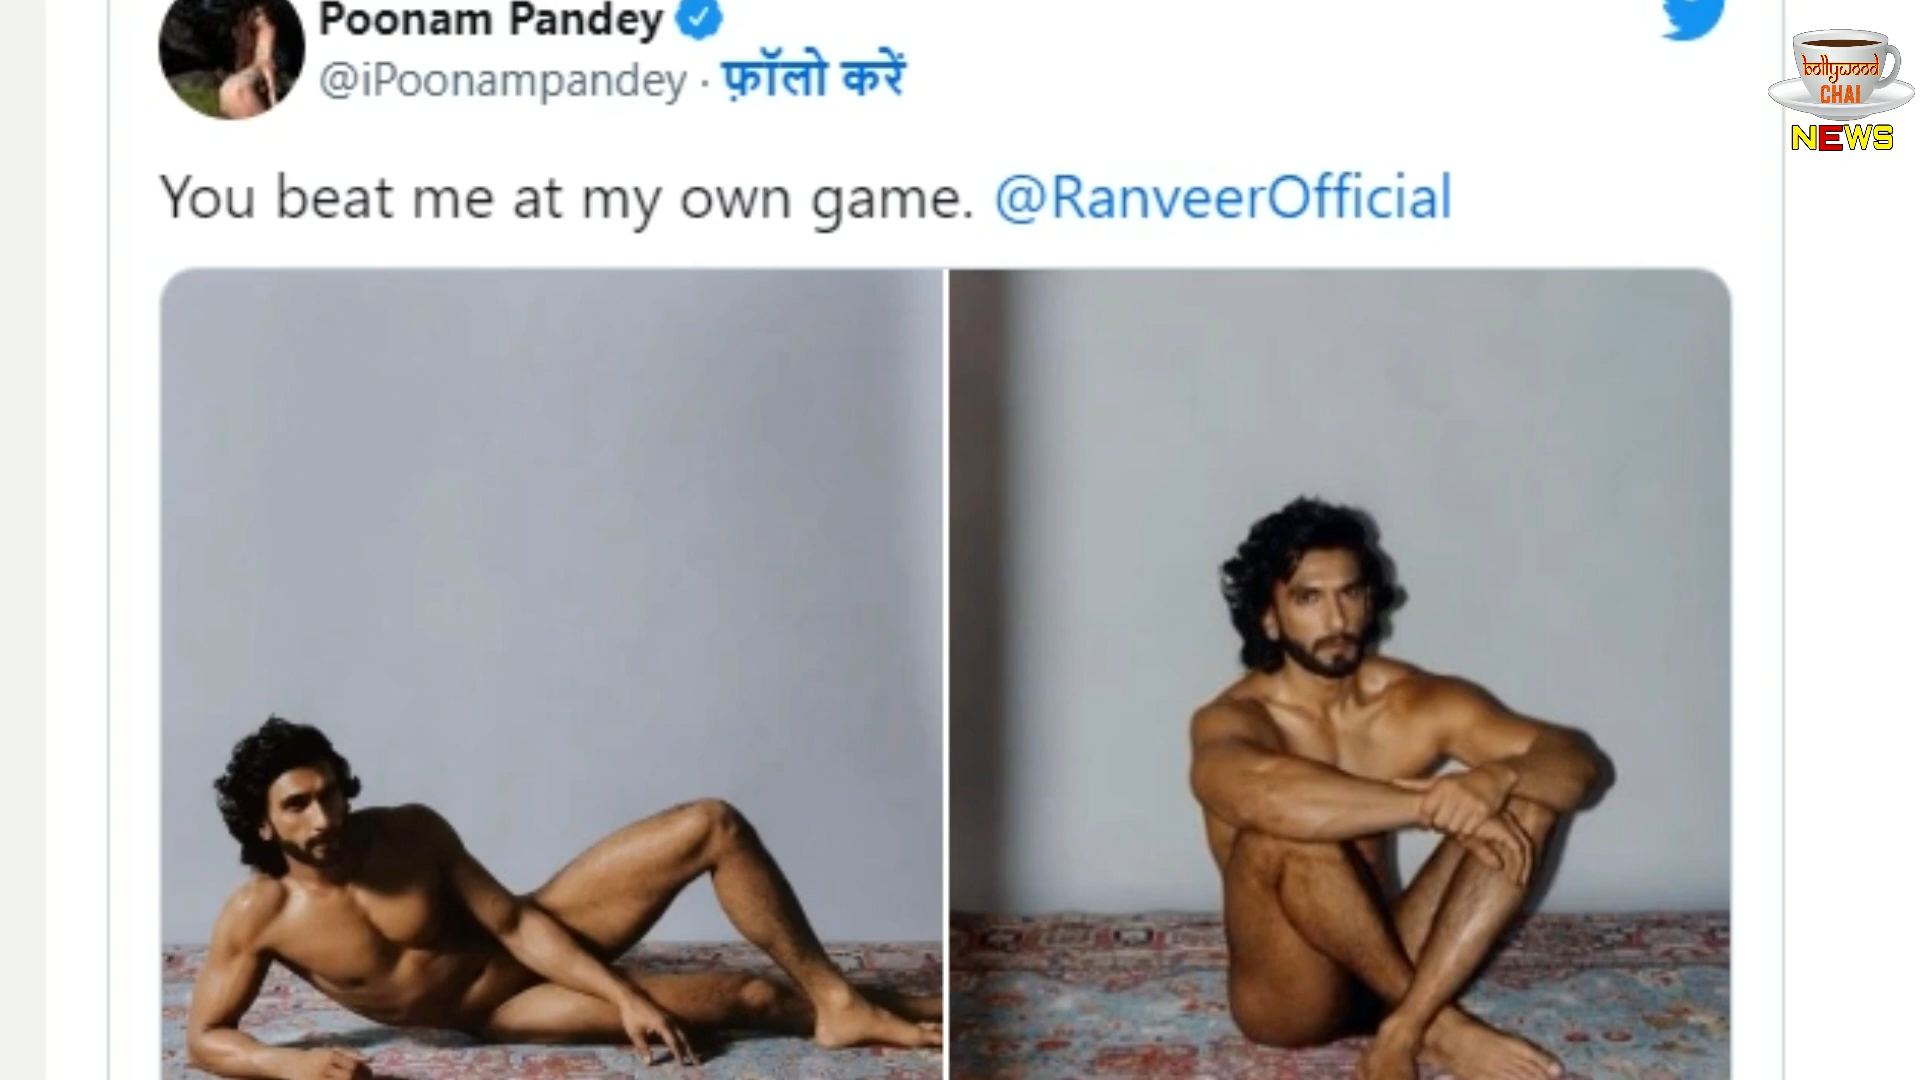 Poonam Pandey
@iPoonampandey · फ़ॉलो करें
You beat me at my own game. @RanveerOfficial
bollywood
CHAI
NEWS